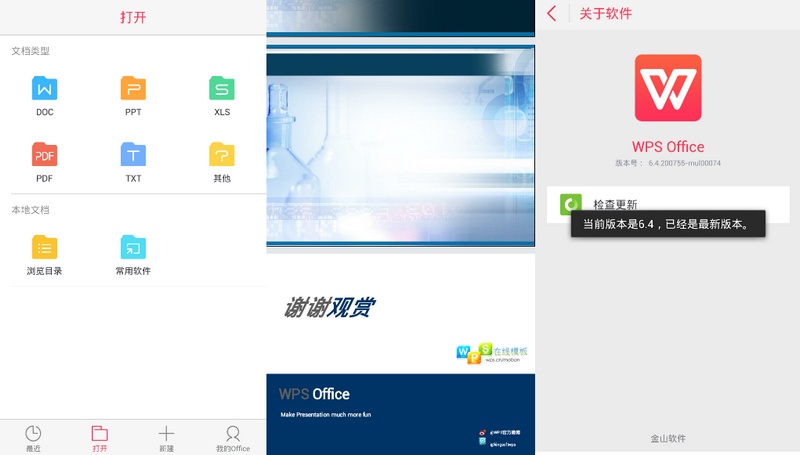 打开
文档类型
DOC
PPT
XLS
PDF
TXT
其他
本地文档
浏览目录
常用软件
最近
打开
新建
我的Office
谢谢观赏
WPS在线模板
wps.cn/moban
WPS Office
Make Presentation much more fun
@WPS官方微博
关于软件
WPS Office
版本号： 6.4.200755-mul00074
检查更新
当前版本是6.4，已经是最新版本。
金山软件